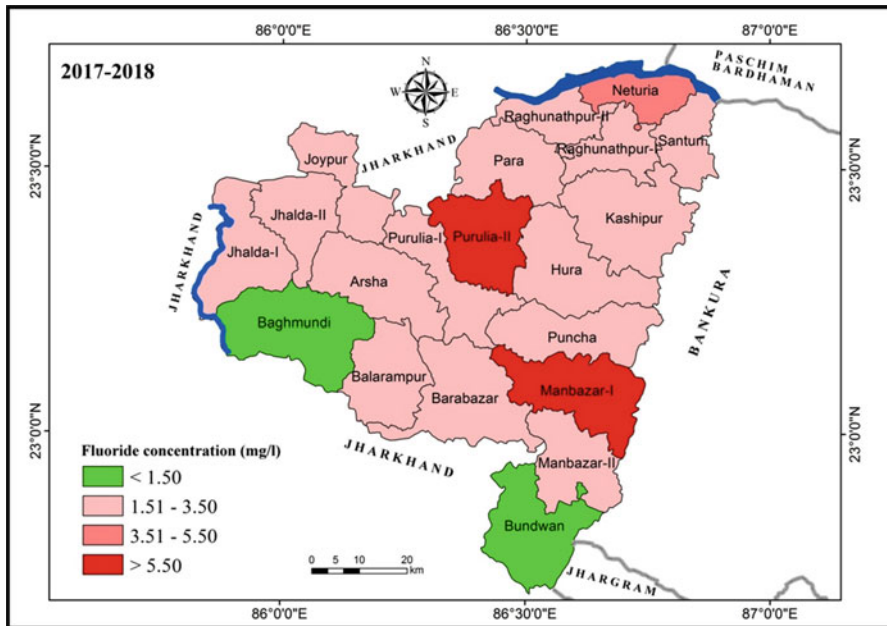 86°0'0"E
86°30'0"E
87°0'0"E
2017-2018
N
W
E
S
PASCHIM
BARDHAMAN
Neturia
Raghunathpur-II
Raghunathpur-I
Santuri
JHARKHAND
Joypur
Para
23°30'0"N
23°30'0"N
Jhalda-II
Kashipur
Purulia-I
Purulia-II
JHARKHAND
Jhalda-I
Hura
Arsha
BANKURA
Baghmundi
Puncha
Balarampur
Manbazar-I
Barabazar
23°0'0"N
23°0'0"N
Fluoride concentration (mg/l)
JHARKHAND
Manbazar-II
< 1.50
1.51 - 3.50
3.51 - 5.50
> 5.50
Bundwan
0 5 10 20
km
JHARGRAM
86°0'0"E
86°30'0"E
87°0'0"E